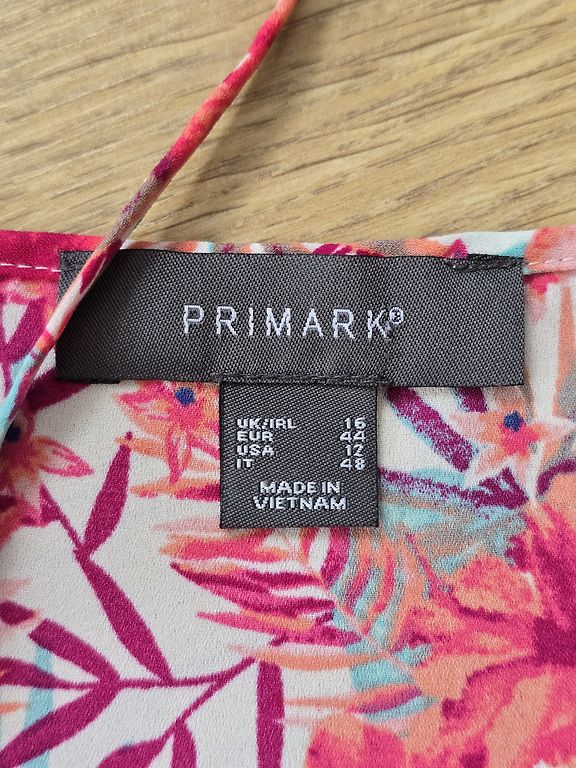 PRIMARK®
UK/IRL 16
EUR 44
USA 12
IT 48
MADE IN
VIETNAM